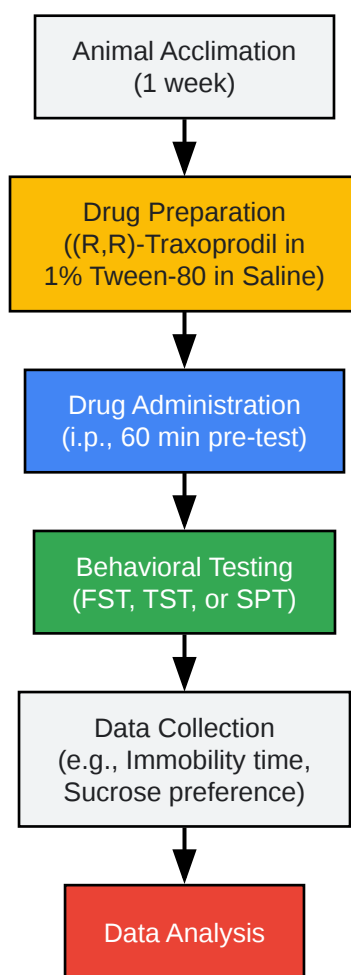 Animal Acclimation
(1 week)
Drug Preparation
((R,R)-Traxoprodil in
1% Tween-80 in Saline)
Drug Administration
(i.p., 60 min pre-test)
Behavioral Testing
(FST, TST, or SPT)
Data Collection
(e.g., Immobility time,
Sucrose preference)
Data Analysis